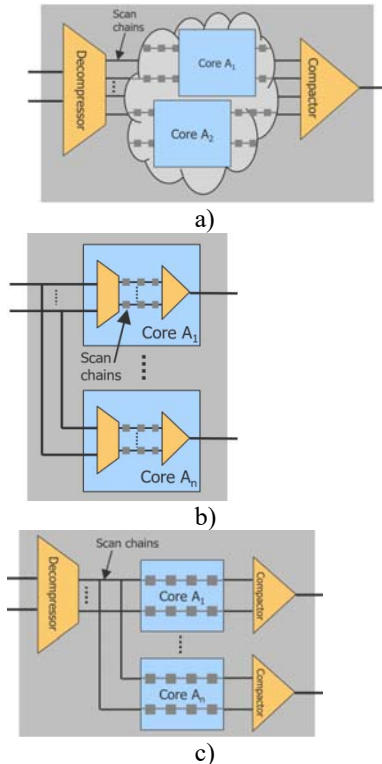 Scan
chains
Decompressor
Core A1
Core A2
Compactor
a)
Core A1
Scan
chains
Core An
b)
Scan chains
Decompressor
Core A1
Compactor
Core An
Compactor
c)